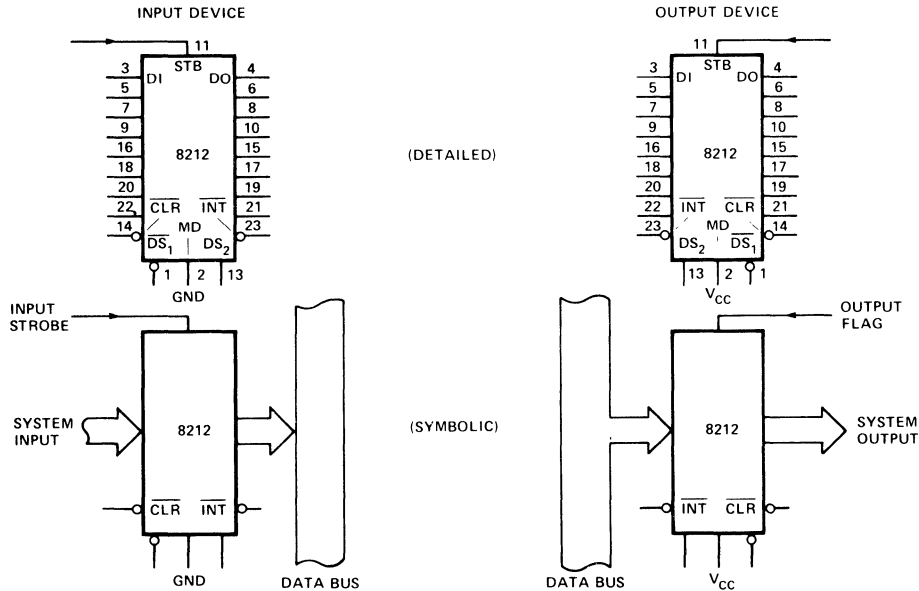 INPUT DEVICE
OUTPUT DEVICE
11
11
STB
STB
3 DI DO 4
3 DI DO 4
5 6
5 6
7 8
7 8
9 10
9 10
16 8212 15
(DETAILED)
16 8212 15
18 17
18 17
20 19
20 19
22 CLR INT 21
22 INT CLR 21
14 MD 23
23 MD 14
DS1 DS2
DS2 DS1
1 2 13
13 2 1
GND
VCC
INPUT
STROBE
OUTPUT
FLAG
SYSTEM
INPUT
8212
(SYMBOLIC)
8212
SYSTEM
OUTPUT
CLR INT
INT CLR
GND
DATA BUS
DATA BUS
VCC